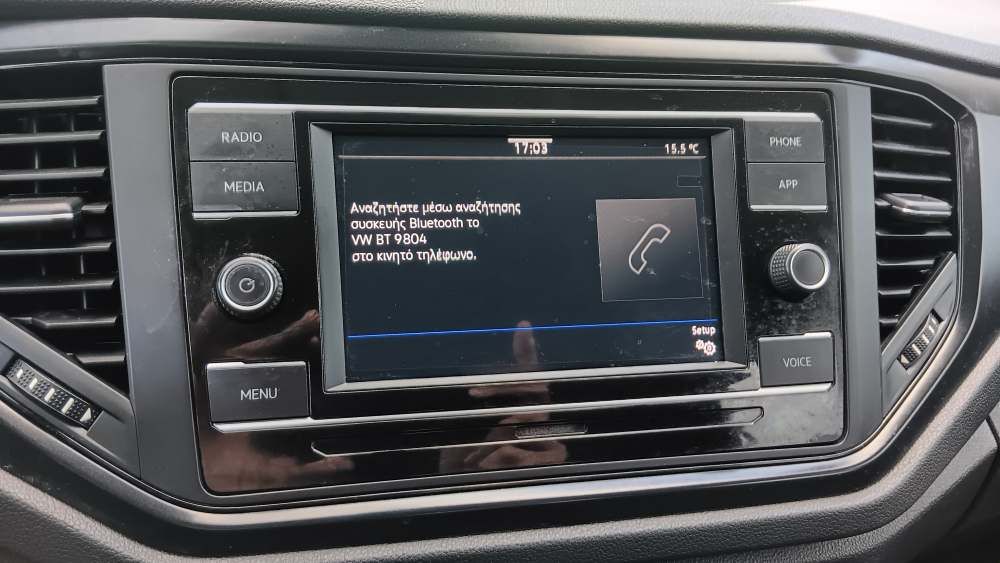 RADIO
MEDIA
MENU
17:03
15.5 °C
Αναζητήστε μέσω αναζήτησης
συσκευής Bluetooth το
VW BT 9804
στο κινητό τηλέφωνο.
Setup
PHONE
APP
VOICE